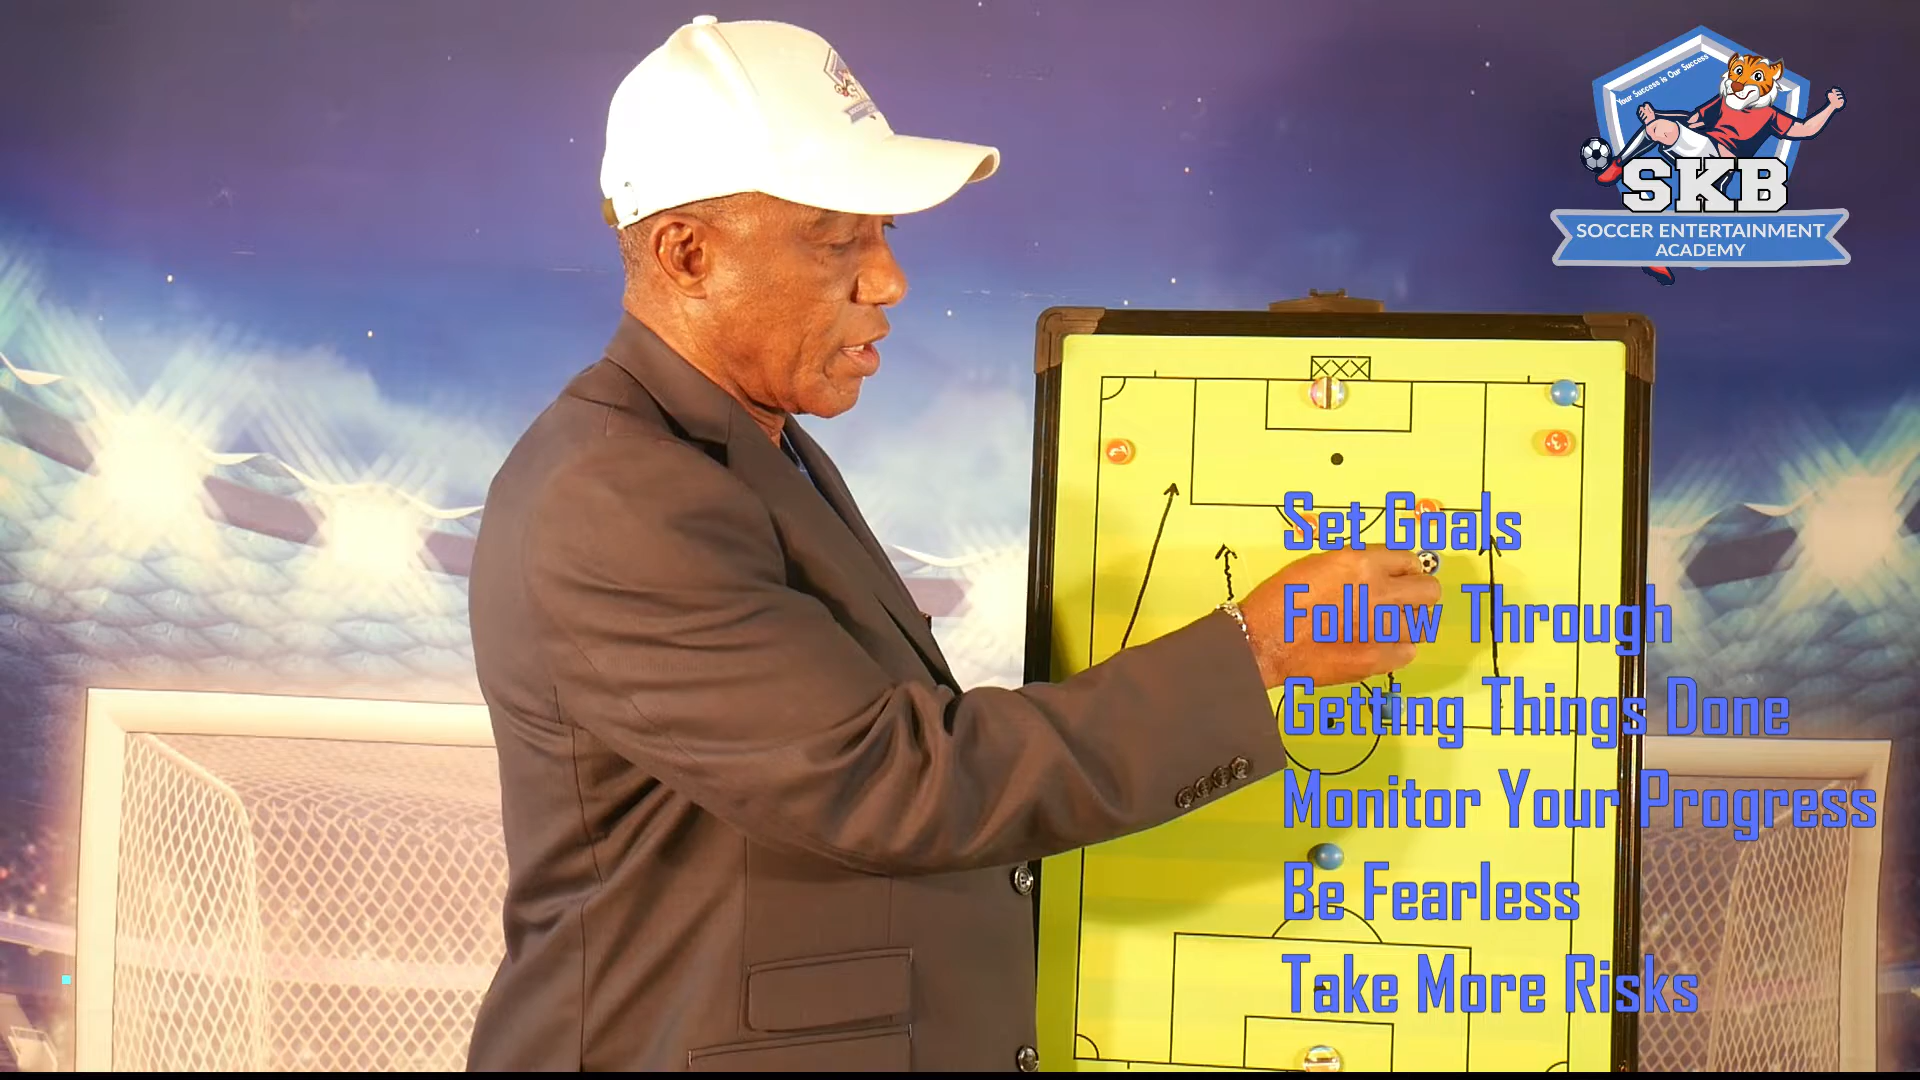 Your Success is Our Success
SKB
SOCCER ENTERTAINMENT
ACADEMY
XXX
Set Goals
Follow Through
Getting Things Done
Monitor Your Progress
Be Fearless
Take More Risks